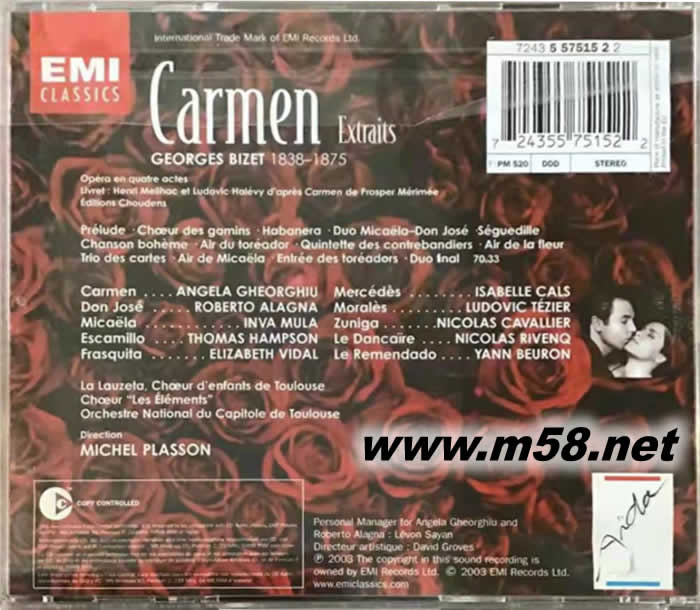 International Trade Mark of EMI Records Ltd.
EMI
CLASSICS
7243 5 57515 2 2
Carmen Extraits
GEORGES BIZET 1838–1875
7 24355 75152 2
PM 520 DDD STEREO
Opéra en quatre actes
Livret : Henri Meilhac et Ludovic Halévy d'après Carmen de Prosper Mérimée
Éditions Choudens
Prélude · Chœur des gamins · Habanera · Duo Micaëla–Don José · Séguedille
Chanson bohème · Air du toréador · Quintette des contrebandiers · Air de la fleur
Trio des cartes · Air de Micaëla · Entrée des toréadors · Duo final 70.33
Carmen .... ANGELA GHEORGHIU
Don José ..... ROBERTO ALAGNA
Micaëla ............... INVA MULA
Escamillo .... THOMAS HAMPSON
Frasquita ....... ELIZABETH VIDAL
Mercédès ........ ISABELLE CALS
Moralès ....... LUDOVIC TÉZIER
Zuniga ..... NICOLAS CAVALLIER
Le Dancaïre .... NICOLAS RIVENQ
Le Remendado .. YANN BEURON
La Lauzeta, Chœur d'enfants de Toulouse
Chœur "Les Éléments"
Orchestre National du Capitole de Toulouse
Direction
MICHEL PLASSON
www.m58.net
COPY CONTROLLED
Personal Manager for Angela Gheorghiu and
Roberto Alagna : Lévon Sayan
Directeur artistique : David Groves
℗ 2003 The copyright in this sound recording is
owned by EMI Records Ltd. © 2003 EMI Records Ltd.
www.emiclassics.com
Aïda